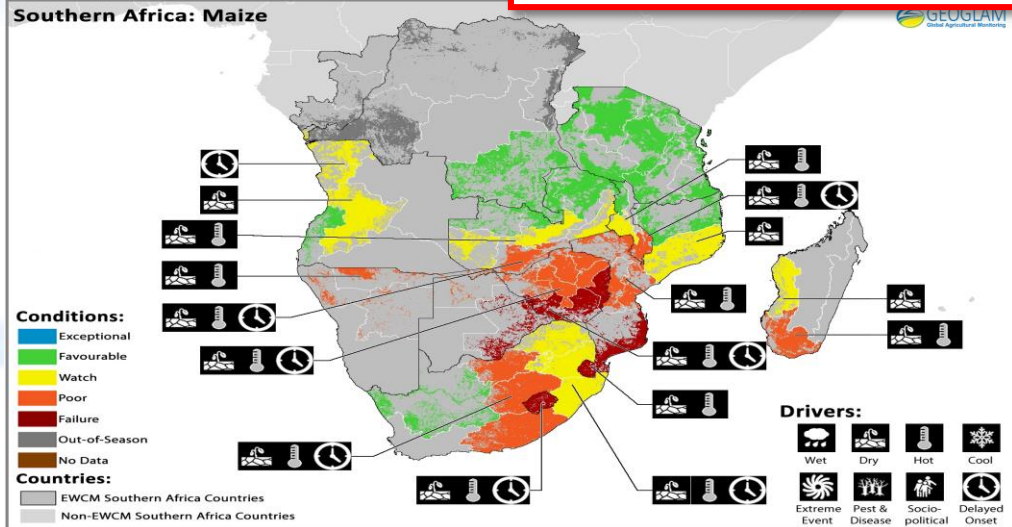 Southern Africa: Maize
GEOGLAM
Global Agricultural Monitoring
Conditions:
Exceptional
Favourable
Watch
Poor
Failure
Out-of-Season
No Data
Countries:
EWCM Southern Africa Countries
Non-EWCM Southern Africa Countries
Drivers:
Wet
Dry
Hot
Cool
Extreme
Event
Pest &
Disease
Socio-
political
Delayed
Onset